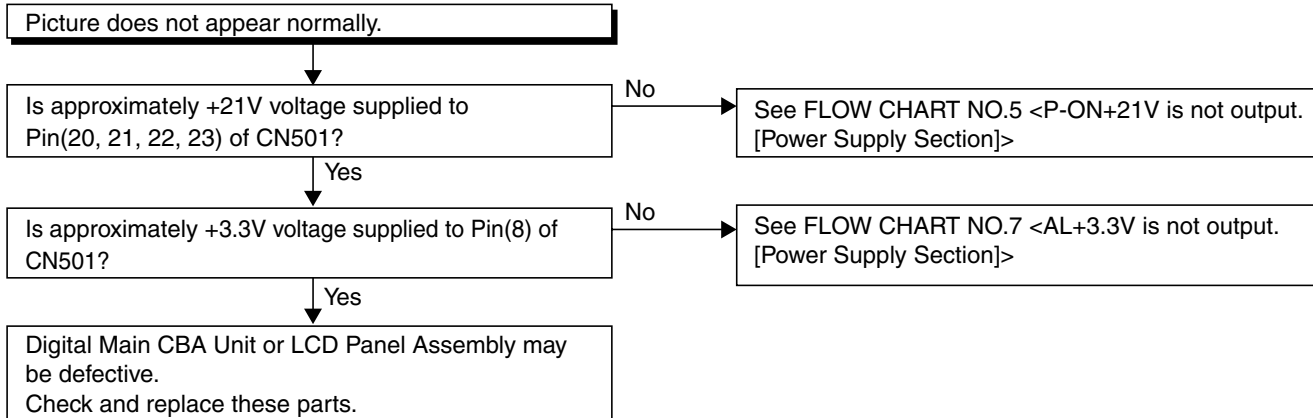 Picture does not appear normally.
Is approximately +21V voltage supplied to
Pin(20, 21, 22, 23) of CN501?
No
See FLOW CHART NO.5 <P-ON+21V is not output.
[Power Supply Section]>
Yes
Is approximately +3.3V voltage supplied to Pin(8) of
CN501?
No
See FLOW CHART NO.7 <AL+3.3V is not output.
[Power Supply Section]>
Yes
Digital Main CBA Unit or LCD Panel Assembly may
be defective.
Check and replace these parts.